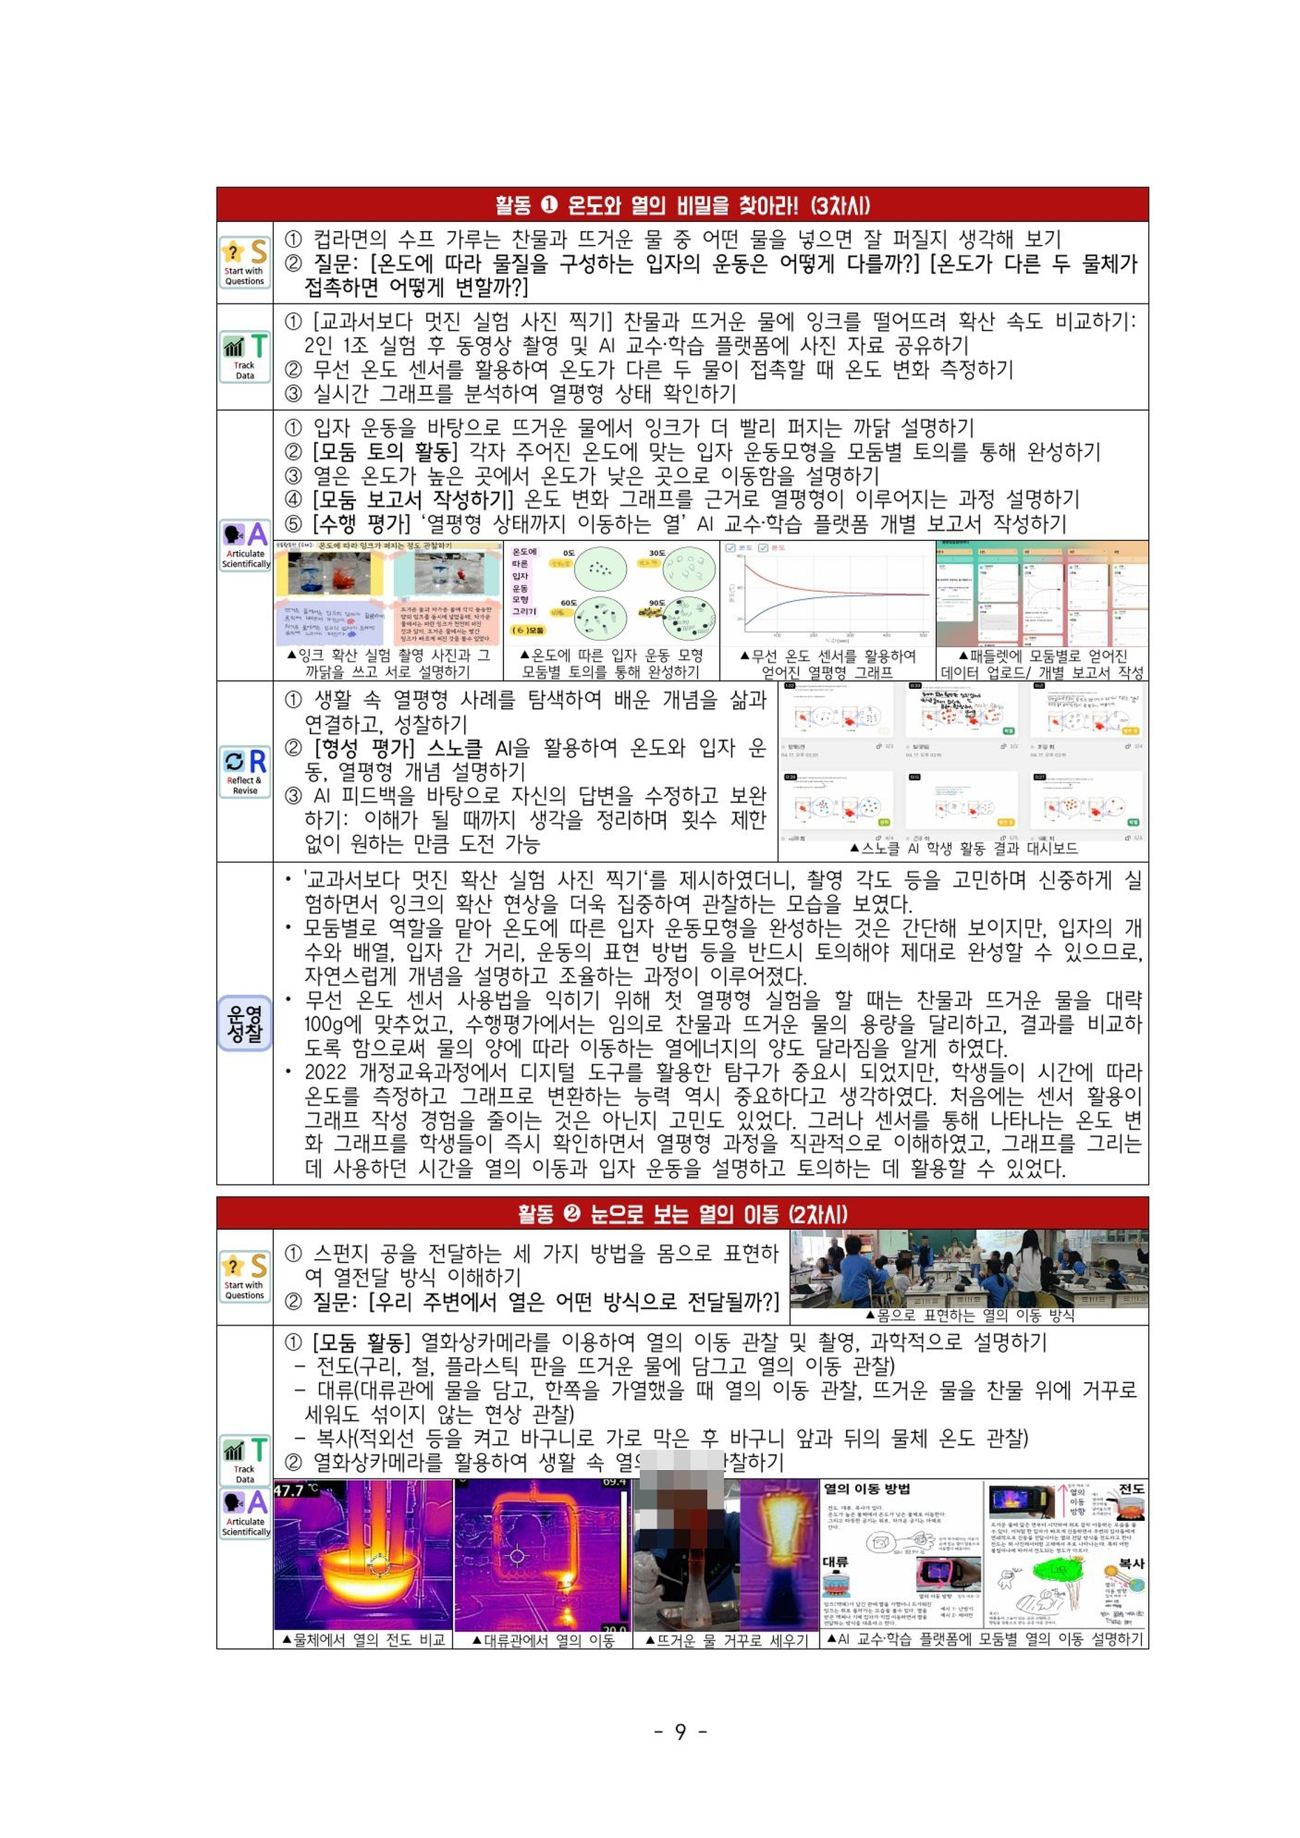 활동 ❶ 온도와 열의 비밀을 찾아라! (3차시)
? S
Start with
Questions
① 컵라면의 수프 가루는 찬물과 뜨거운 물 중 어떤 물을 넣으면 잘 퍼질지 생각해 보기
② 질문: [온도에 따라 물질을 구성하는 입자의 운동은 어떻게 다를까?] [온도가 다른 두 물체가
접촉하면 어떻게 변할까?]
T
Track
Data
① [교과서보다 멋진 실험 사진 찍기] 찬물과 뜨거운 물에 잉크를 떨어뜨려 확산 속도 비교하기:
2인 1조 실험 후 동영상 촬영 및 AI 교수·학습 플랫폼에 사진 자료 공유하기
② 무선 온도 센서를 활용하여 온도가 다른 두 물이 접촉할 때 온도 변화 측정하기
③ 실시간 그래프를 분석하여 열평형 상태 확인하기
A
Articulate
Scientifically
① 입자 운동을 바탕으로 뜨거운 물에서 잉크가 더 빨리 퍼지는 까닭 설명하기
② [모둠 토의 활동] 각자 주어진 온도에 맞는 입자 운동모형을 모둠별 토의를 통해 완성하기
③ 열은 온도가 높은 곳에서 온도가 낮은 곳으로 이동함을 설명하기
④ [모둠 보고서 작성하기] 온도 변화 그래프를 근거로 열평형이 이루어지는 과정 설명하기
⑤ [수행 평가] ‘열평형 상태까지 이동하는 열’ AI 교수·학습 플랫폼 개별 보고서 작성하기
온도에 따라 잉크가 퍼지는 정도 관찰하기
온도에
따른
입자
운동
모형
그리기
0도
30도
60도
90도
( 6 )모둠
▲잉크 확산 실험 촬영 사진과 그
까닭을 쓰고 서로 설명하기
▲온도에 따른 입자 운동 모형
모둠별 토의를 통해 완성하기
▲무선 온도 센서를 활용하여
얻어진 열평형 그래프
▲패들렛에 모둠별로 얻어진
데이터 업로드/ 개별 보고서 작성
R
Reflect &
Revise
① 생활 속 열평형 사례를 탐색하여 배운 개념을 삶과
연결하고, 성찰하기
② [형성 평가] 스노클 AI을 활용하여 온도와 입자 운
동, 열평형 개념 설명하기
③ AI 피드백을 바탕으로 자신의 답변을 수정하고 보완
하기: 이해가 될 때까지 생각을 정리하며 횟수 제한
없이 원하는 만큼 도전 가능
▲스노클 AI 학생 활동 결과 대시보드
운영
성찰
• '교과서보다 멋진 확산 실험 사진 찍기'를 제시하였더니, 촬영 각도 등을 고민하며 신중하게 실
험하면서 잉크의 확산 현상을 더욱 집중하여 관찰하는 모습을 보였다.
• 모둠별로 역할을 맡아 온도에 따른 입자 운동모형을 완성하는 것은 간단해 보이지만, 입자의 개
수와 배열, 입자 간 거리, 운동의 표현 방법 등을 반드시 토의해야 제대로 완성할 수 있으므로,
자연스럽게 개념을 설명하고 조율하는 과정이 이루어졌다.
• 무선 온도 센서 사용법을 익히기 위해 첫 열평형 실험을 할 때는 찬물과 뜨거운 물을 대략
100g에 맞추었고, 수행평가에서는 임의로 찬물과 뜨거운 물의 용량을 달리하고, 결과를 비교하
도록 함으로써 물의 양에 따라 이동하는 열에너지의 양도 달라짐을 알게 하였다.
• 2022 개정교육과정에서 디지털 도구를 활용한 탐구가 중요시 되었지만, 학생들이 시간에 따라
온도를 측정하고 그래프로 변환하는 능력 역시 중요하다고 생각하였다. 처음에는 센서 활용이
그래프 작성 경험을 줄이는 것은 아닌지 고민도 있었다. 그러나 센서를 통해 나타나는 온도 변
화 그래프를 학생들이 즉시 확인하면서 열평형 과정을 직관적으로 이해하였고, 그래프를 그리는
데 사용하던 시간을 열의 이동과 입자 운동을 설명하고 토의하는 데 활용할 수 있었다.
활동 ❷ 눈으로 보는 열의 이동 (2차시)
? S
Start with
Questions
① 스펀지 공을 전달하는 세 가지 방법을 몸으로 표현하
여 열전달 방식 이해하기
② 질문: [우리 주변에서 열은 어떤 방식으로 전달될까?]
▲몸으로 표현하는 열의 이동 방식
T
Track
Data
A
Articulate
Scientifically
① [모둠 활동] 열화상카메라를 이용하여 열의 이동 관찰 및 촬영, 과학적으로 설명하기
– 전도(구리, 철, 플라스틱 판을 뜨거운 물에 담그고 열의 이동 관찰)
– 대류(대류관에 물을 담고, 한쪽을 가열했을 때 열의 이동 관찰, 뜨거운 물을 찬물 위에 거꾸로
세워도 섞이지 않는 현상 관찰)
– 복사(적외선 등을 켜고 바구니로 가로 막은 후 바구니 앞과 뒤의 물체 온도 관찰)
② 열화상카메라를 활용하여 생활 속 열의 관찰하기
47.7 ℃
69.4
20.0
열의 이동 방법
대류
열의
이동
방향
전도
복사
▲물체에서 열의 전도 비교
▲대류관에서 열의 이동
▲뜨거운 물 거꾸로 세우기
▲AI 교수·학습 플랫폼에 모둠별 열의 이동 설명하기
- 9 -